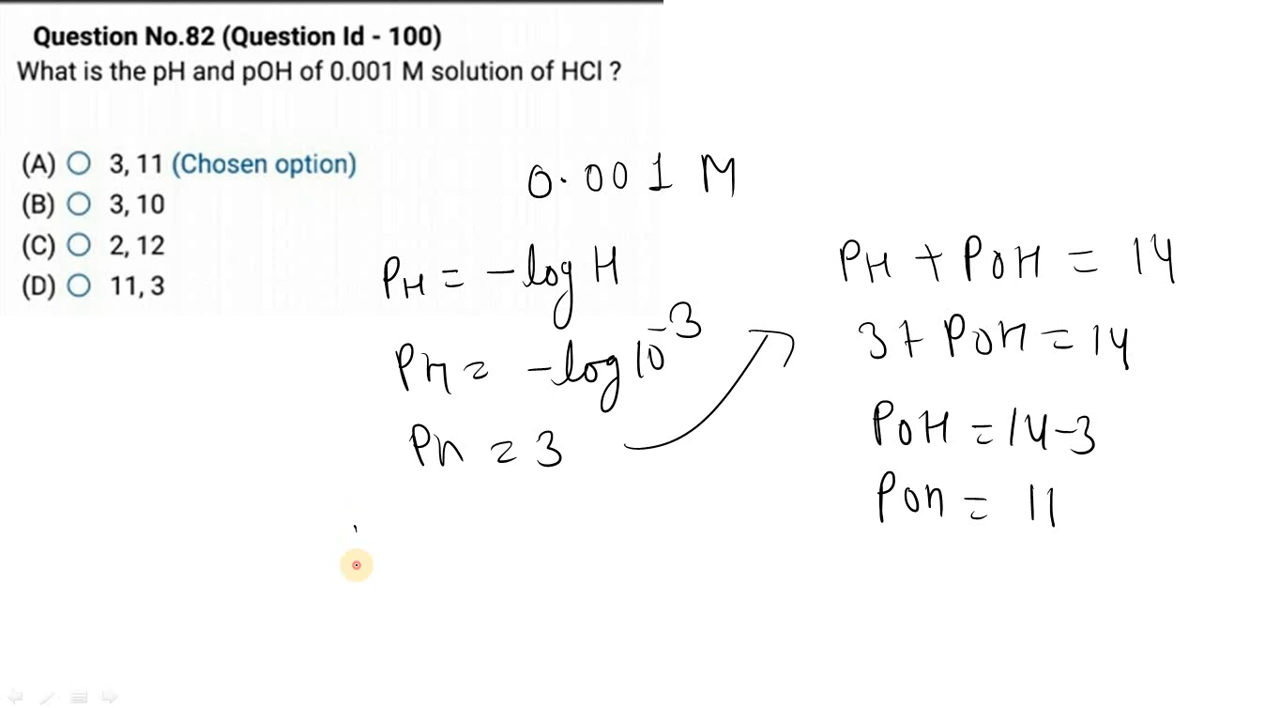 Question No.82 (Question Id - 100)
What is the pH and pOH of 0.001 M solution of HCl ?
(A) 3, 11 (Chosen option)
(B) 3, 10
(C) 2, 12
(D) 11, 3
0.001 M
PH = -log H
PH = -log 10^-3
PH = 3
PH + POH = 14
3 + POH = 14
POH = 14-3
POH = 11